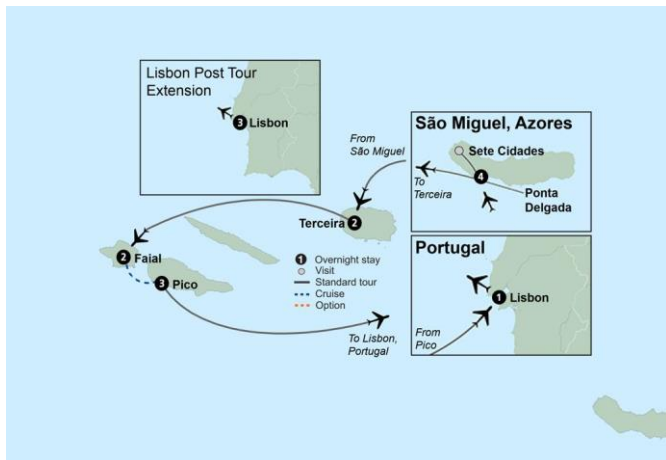 Lisbon Post Tour
Extension
3 Lisbon
From
São Miguel
São Miguel, Azores
Sete Cidades
4
To
Terceira
Ponta
Delgada
Terceira 2
2 Faial
3 Pico
1 Overnight stay
Visit
Standard tour
Cruise
Option
To Lisbon,
Portugal
Portugal
1 Lisbon
From
Pico